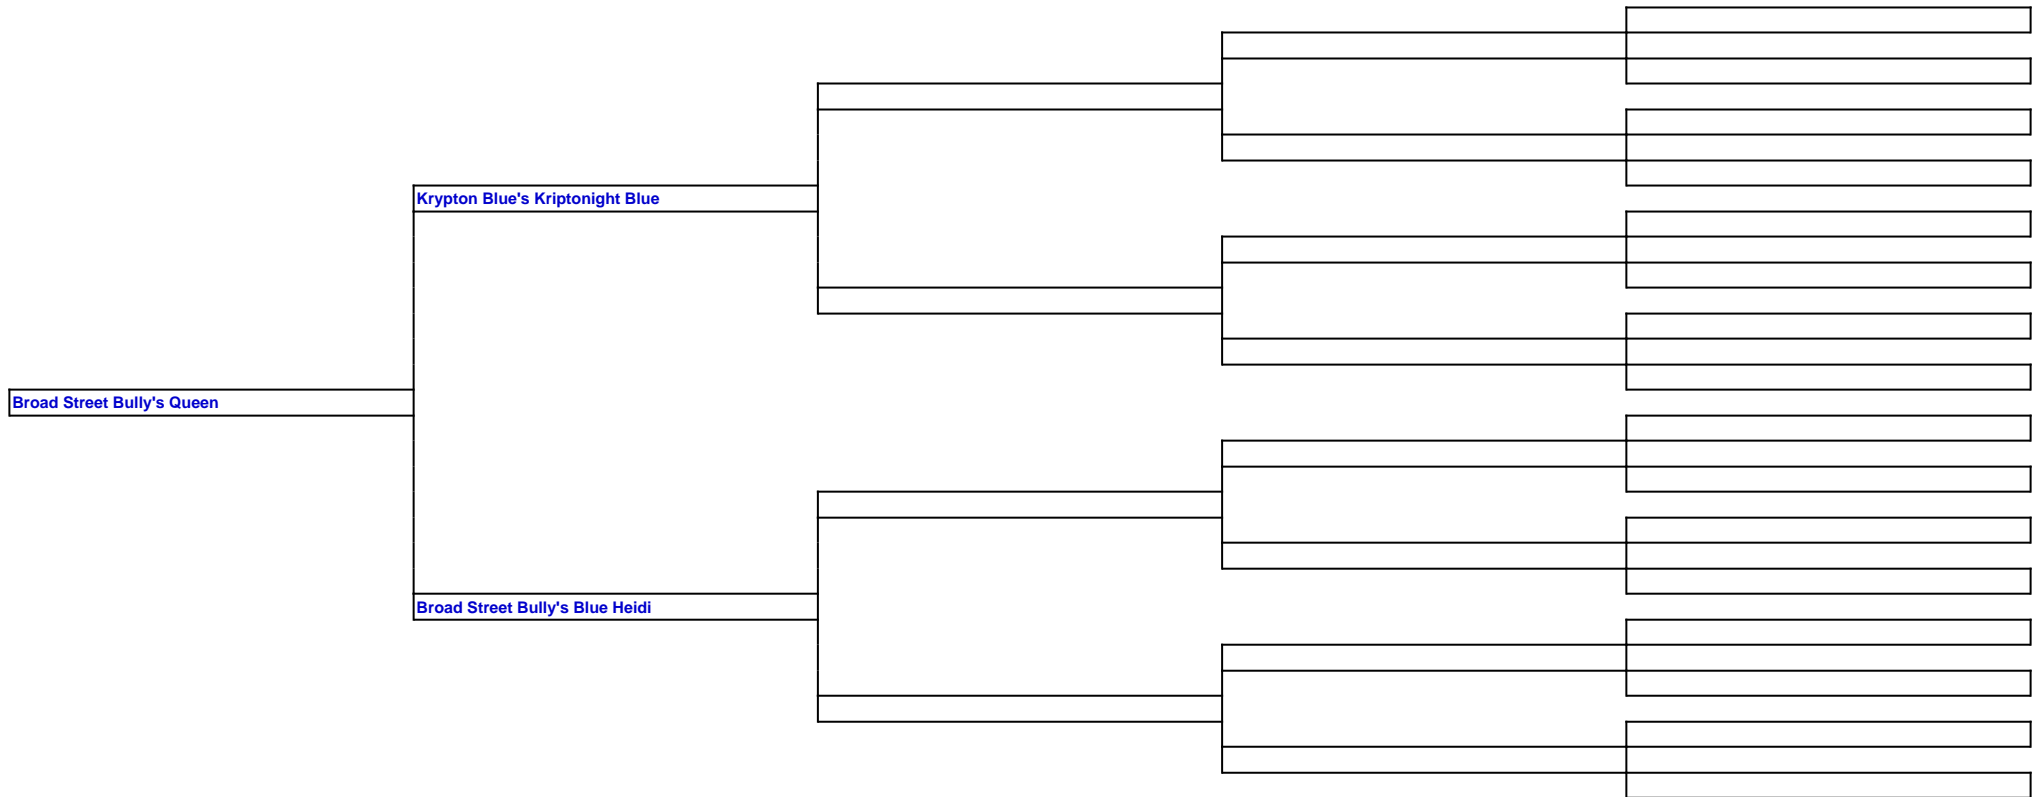 Krypton Blue's Kriptonight Blue
Broad Street Bully's Queen
Broad Street Bully's Blue Heidi